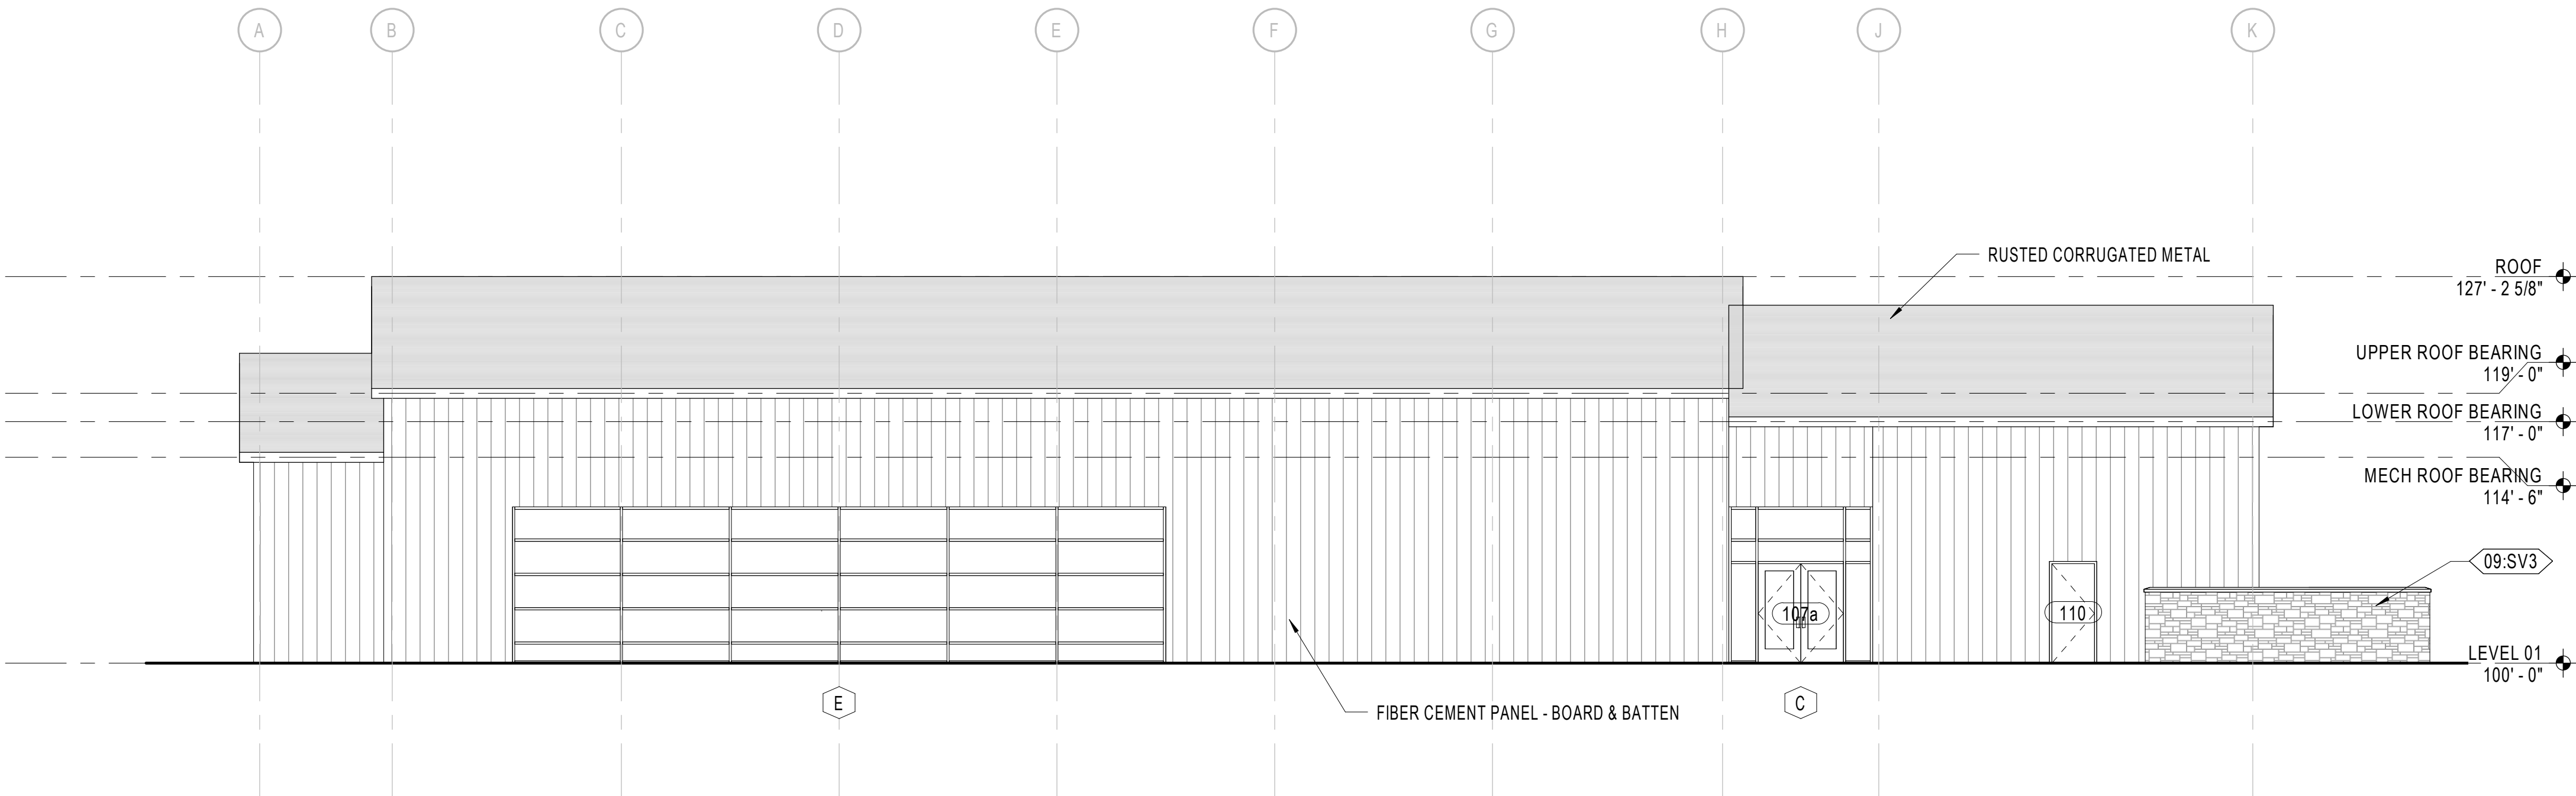 A
B
C
D
E
F
G
H
J
K
RUSTED CORRUGATED METAL
ROOF
127' - 2 5/8"
UPPER ROOF BEARING
119' - 0"
LOWER ROOF BEARING
117' - 0"
MECH ROOF BEARING
114' - 6"
09:SV3
107a
110
LEVEL 01
100' - 0"
E
C
FIBER CEMENT PANEL - BOARD & BATTEN